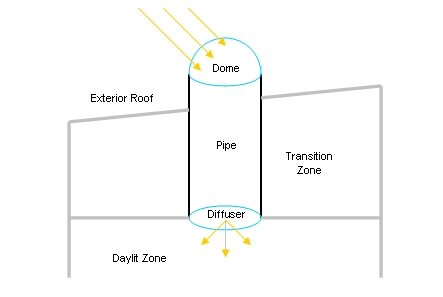 Dome
Exterior Roof
Pipe
Transition
Zone
Diffuser
Daylit Zone